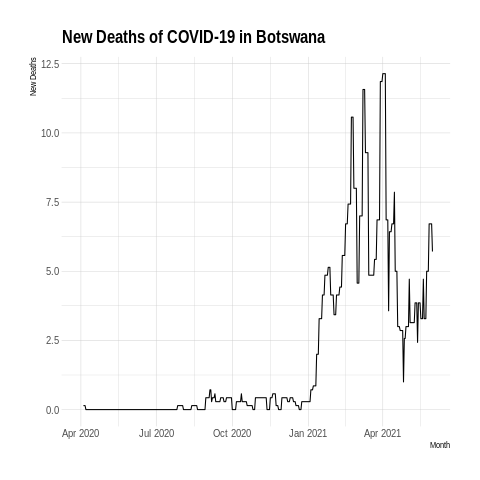 New Deaths of COVID-19 in Botswana
New Deaths
12.5
10.0
7.5
5.0
2.5
0.0
Apr 2020 Jul 2020 Oct 2020 Jan 2021 Apr 2021
Month